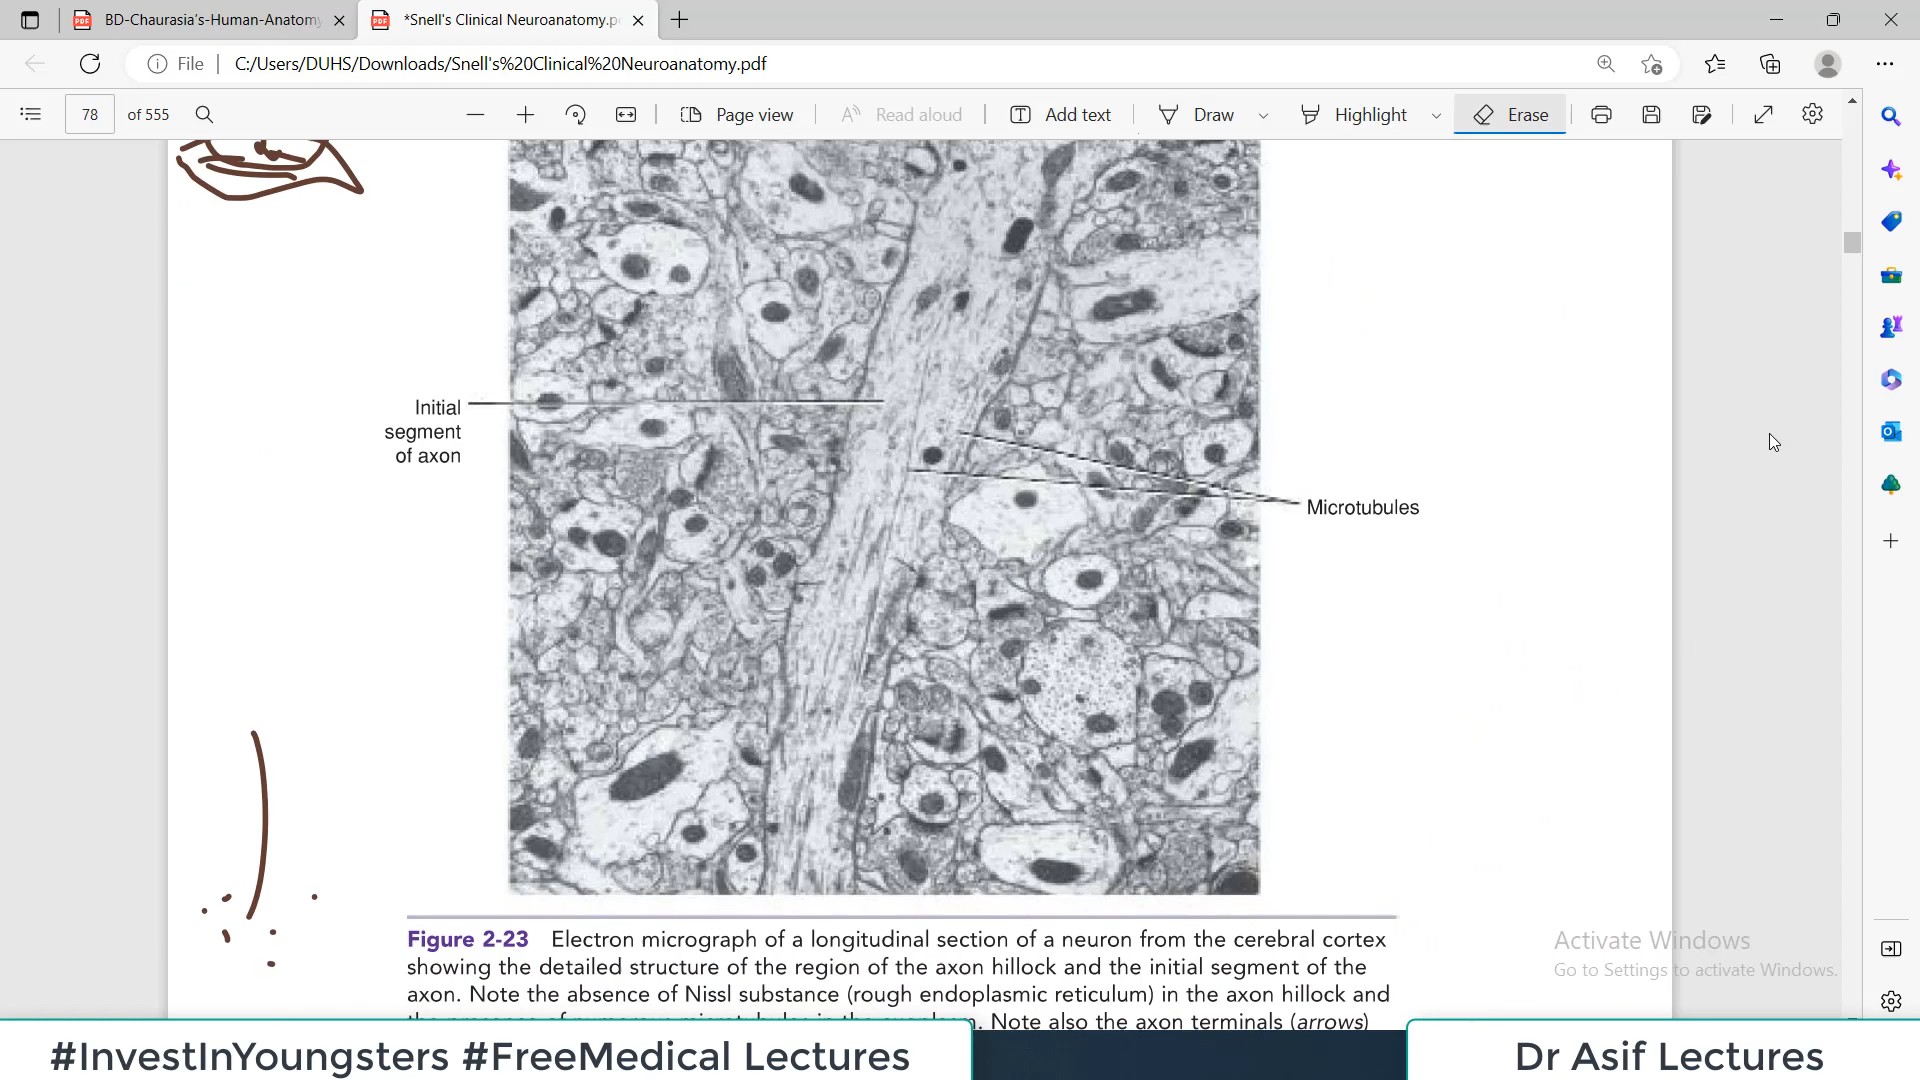 BD-Chaurasia's-Human-Anatomy
*Snell's Clinical Neuroanatomy.p
File
C:/Users/DUHS/Downloads/Snell's%20Clinical%20Neuroanatomy.pdf
78 of 555
Page view
Read aloud
Add text
Draw
Highlight
Erase
Initial
segment
of axon
Microtubules
Figure 2-23 Electron micrograph of a longitudinal section of a neuron from the cerebral cortex
showing the detailed structure of the region of the axon hillock and the initial segment of the
axon. Note the absence of Nissl substance (rough endoplasmic reticulum) in the axon hillock and
. Note also the axon terminals (arrows)
Activate Windows
Go to Settings to activate Windows.
#InvestInYoungsters #FreeMedical Lectures
Dr Asif Lectures